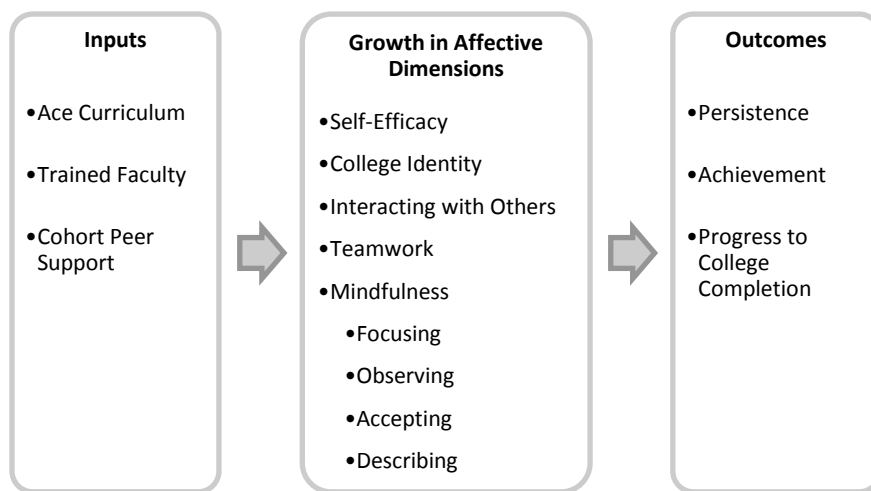 Inputs
•Ace Curriculum
•Trained Faculty
•Cohort Peer
Support
Growth in Affective
Dimensions
•Self-Efficacy
•College Identity
•Interacting with Others
•Teamwork
•Mindfulness
•Focusing
•Observing
•Accepting
•Describing
Outcomes
•Persistence
•Achievement
•Progress to
College
Completion